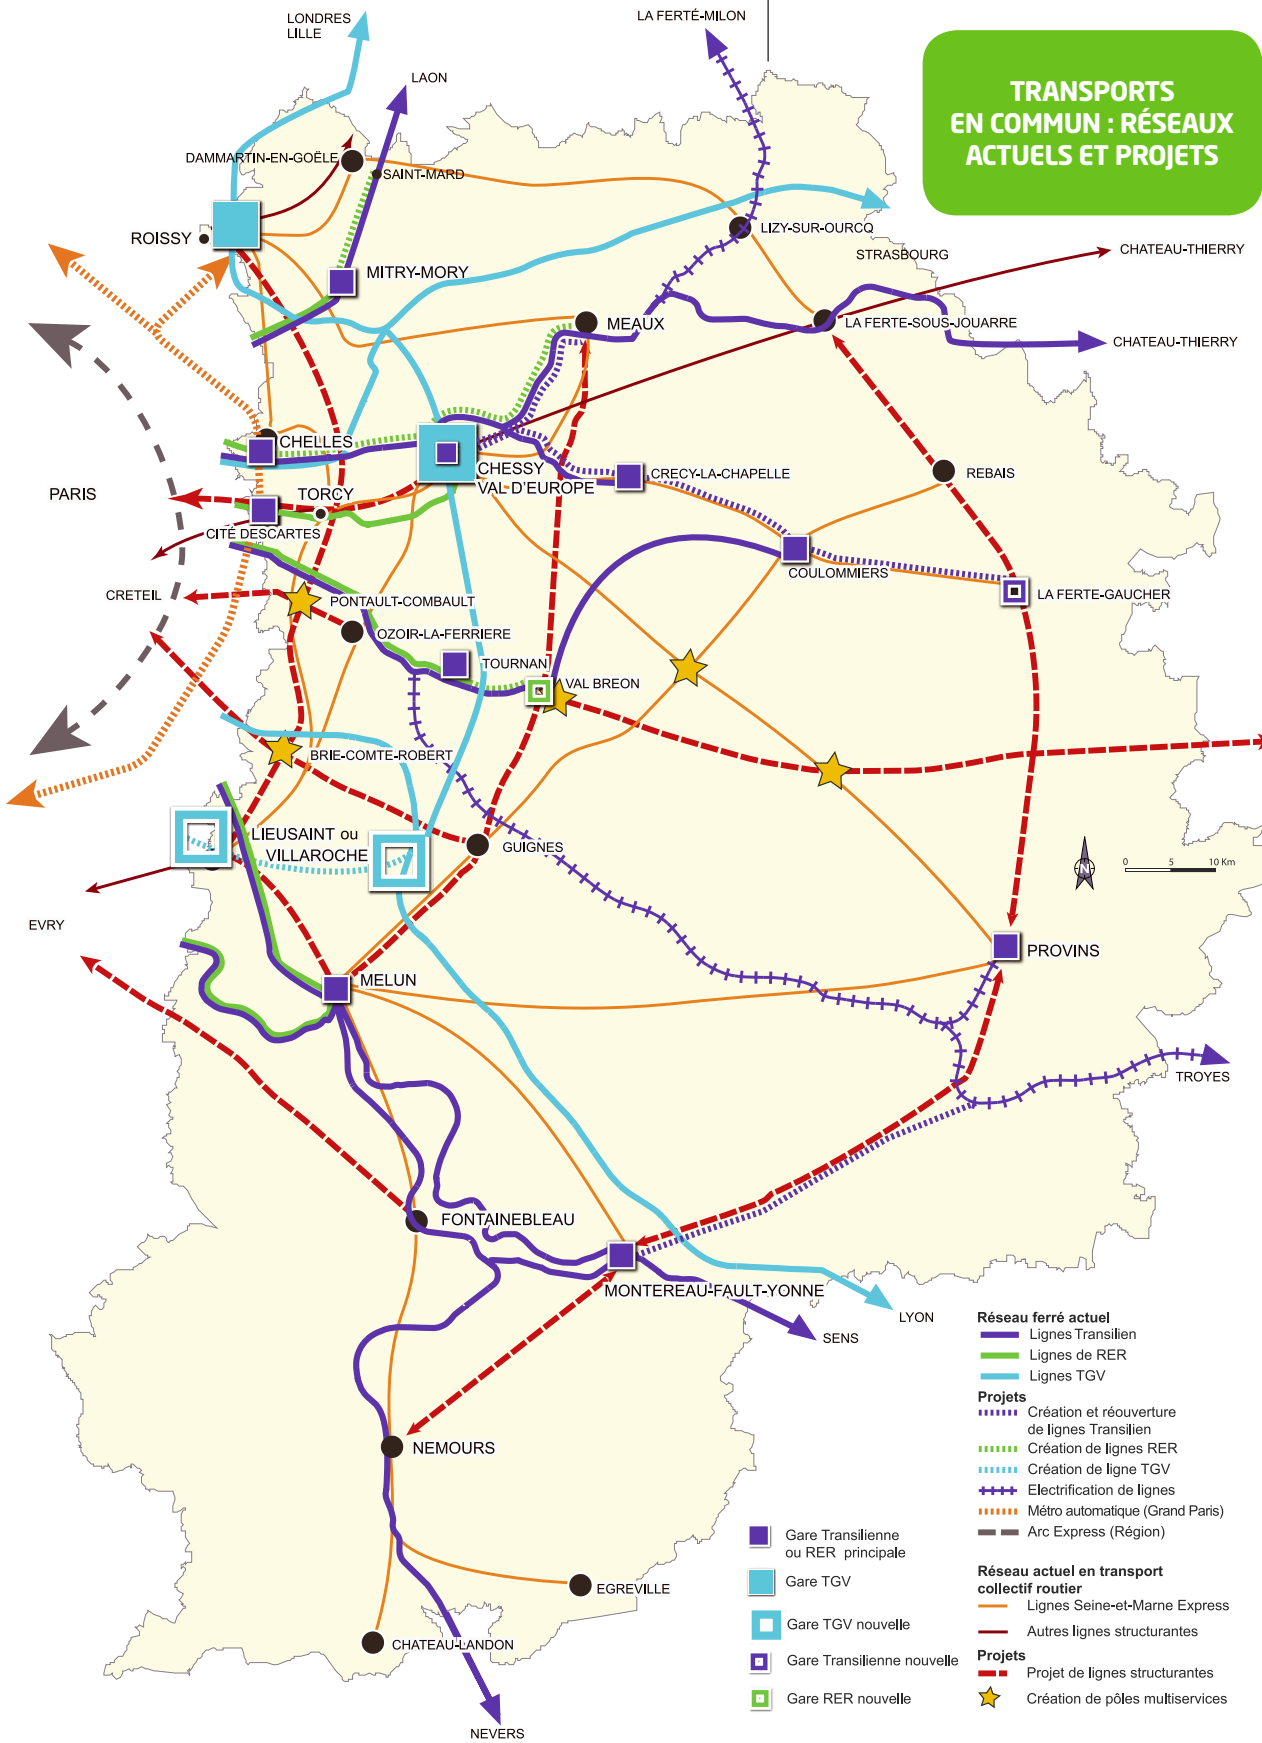 LONDRES
LILLE
LA FERTÉ-MILON
LAON
TRANSPORTS
EN COMMUN : RÉSEAUX
ACTUELS ET PROJETS
DAMMARTIN-EN-GOËLE
SAINT-MARD
ROISSY
LIZY-SUR-OURCQ
STRASBOURG
CHATEAU-THIERRY
MITRY-MORY
MEAUX
LA FERTE-SOUS-JOUARRE
CHATEAU-THIERRY
CHELLES
CHESSY
VAL D'EUROPE
CRECY-LA-CHAPELLE
REBAIS
PARIS
TORCY
CITÉ DESCARTES
COULOMMIERS
CRETEIL
PONTAULT-COMBAULT
LA FERTE-GAUCHER
OZOIR-LA-FERRIERE
TOURNAN
VAL BREON
BRIE-COMTE-ROBERT
LIEUSAINT ou
VILLAROCHE
GUIGNES
N
0 5 10 Km
EVRY
PROVINS
MELUN
TROYES
FONTAINEBLEAU
MONTEREAU-FAULT-YONNE
LYON
SENS
NEMOURS
EGREVILLE
CHATEAU-LANDON
NEVERS
Réseau ferré actuel
Lignes Transilien
Lignes de RER
Lignes TGV
Projets
Création et réouverture
de lignes Transilien
Création de lignes RER
Création de ligne TGV
Electrification de lignes
Métro automatique (Grand Paris)
Arc Express (Région)
Gare Transilienne
ou RER principale
Gare TGV
Gare TGV nouvelle
Gare Transilienne nouvelle
Gare RER nouvelle
Réseau actuel en transport
collectif routier
Lignes Seine-et-Marne Express
Autres lignes structurantes
Projets
Projet de lignes structurantes
Création de pôles multiservices